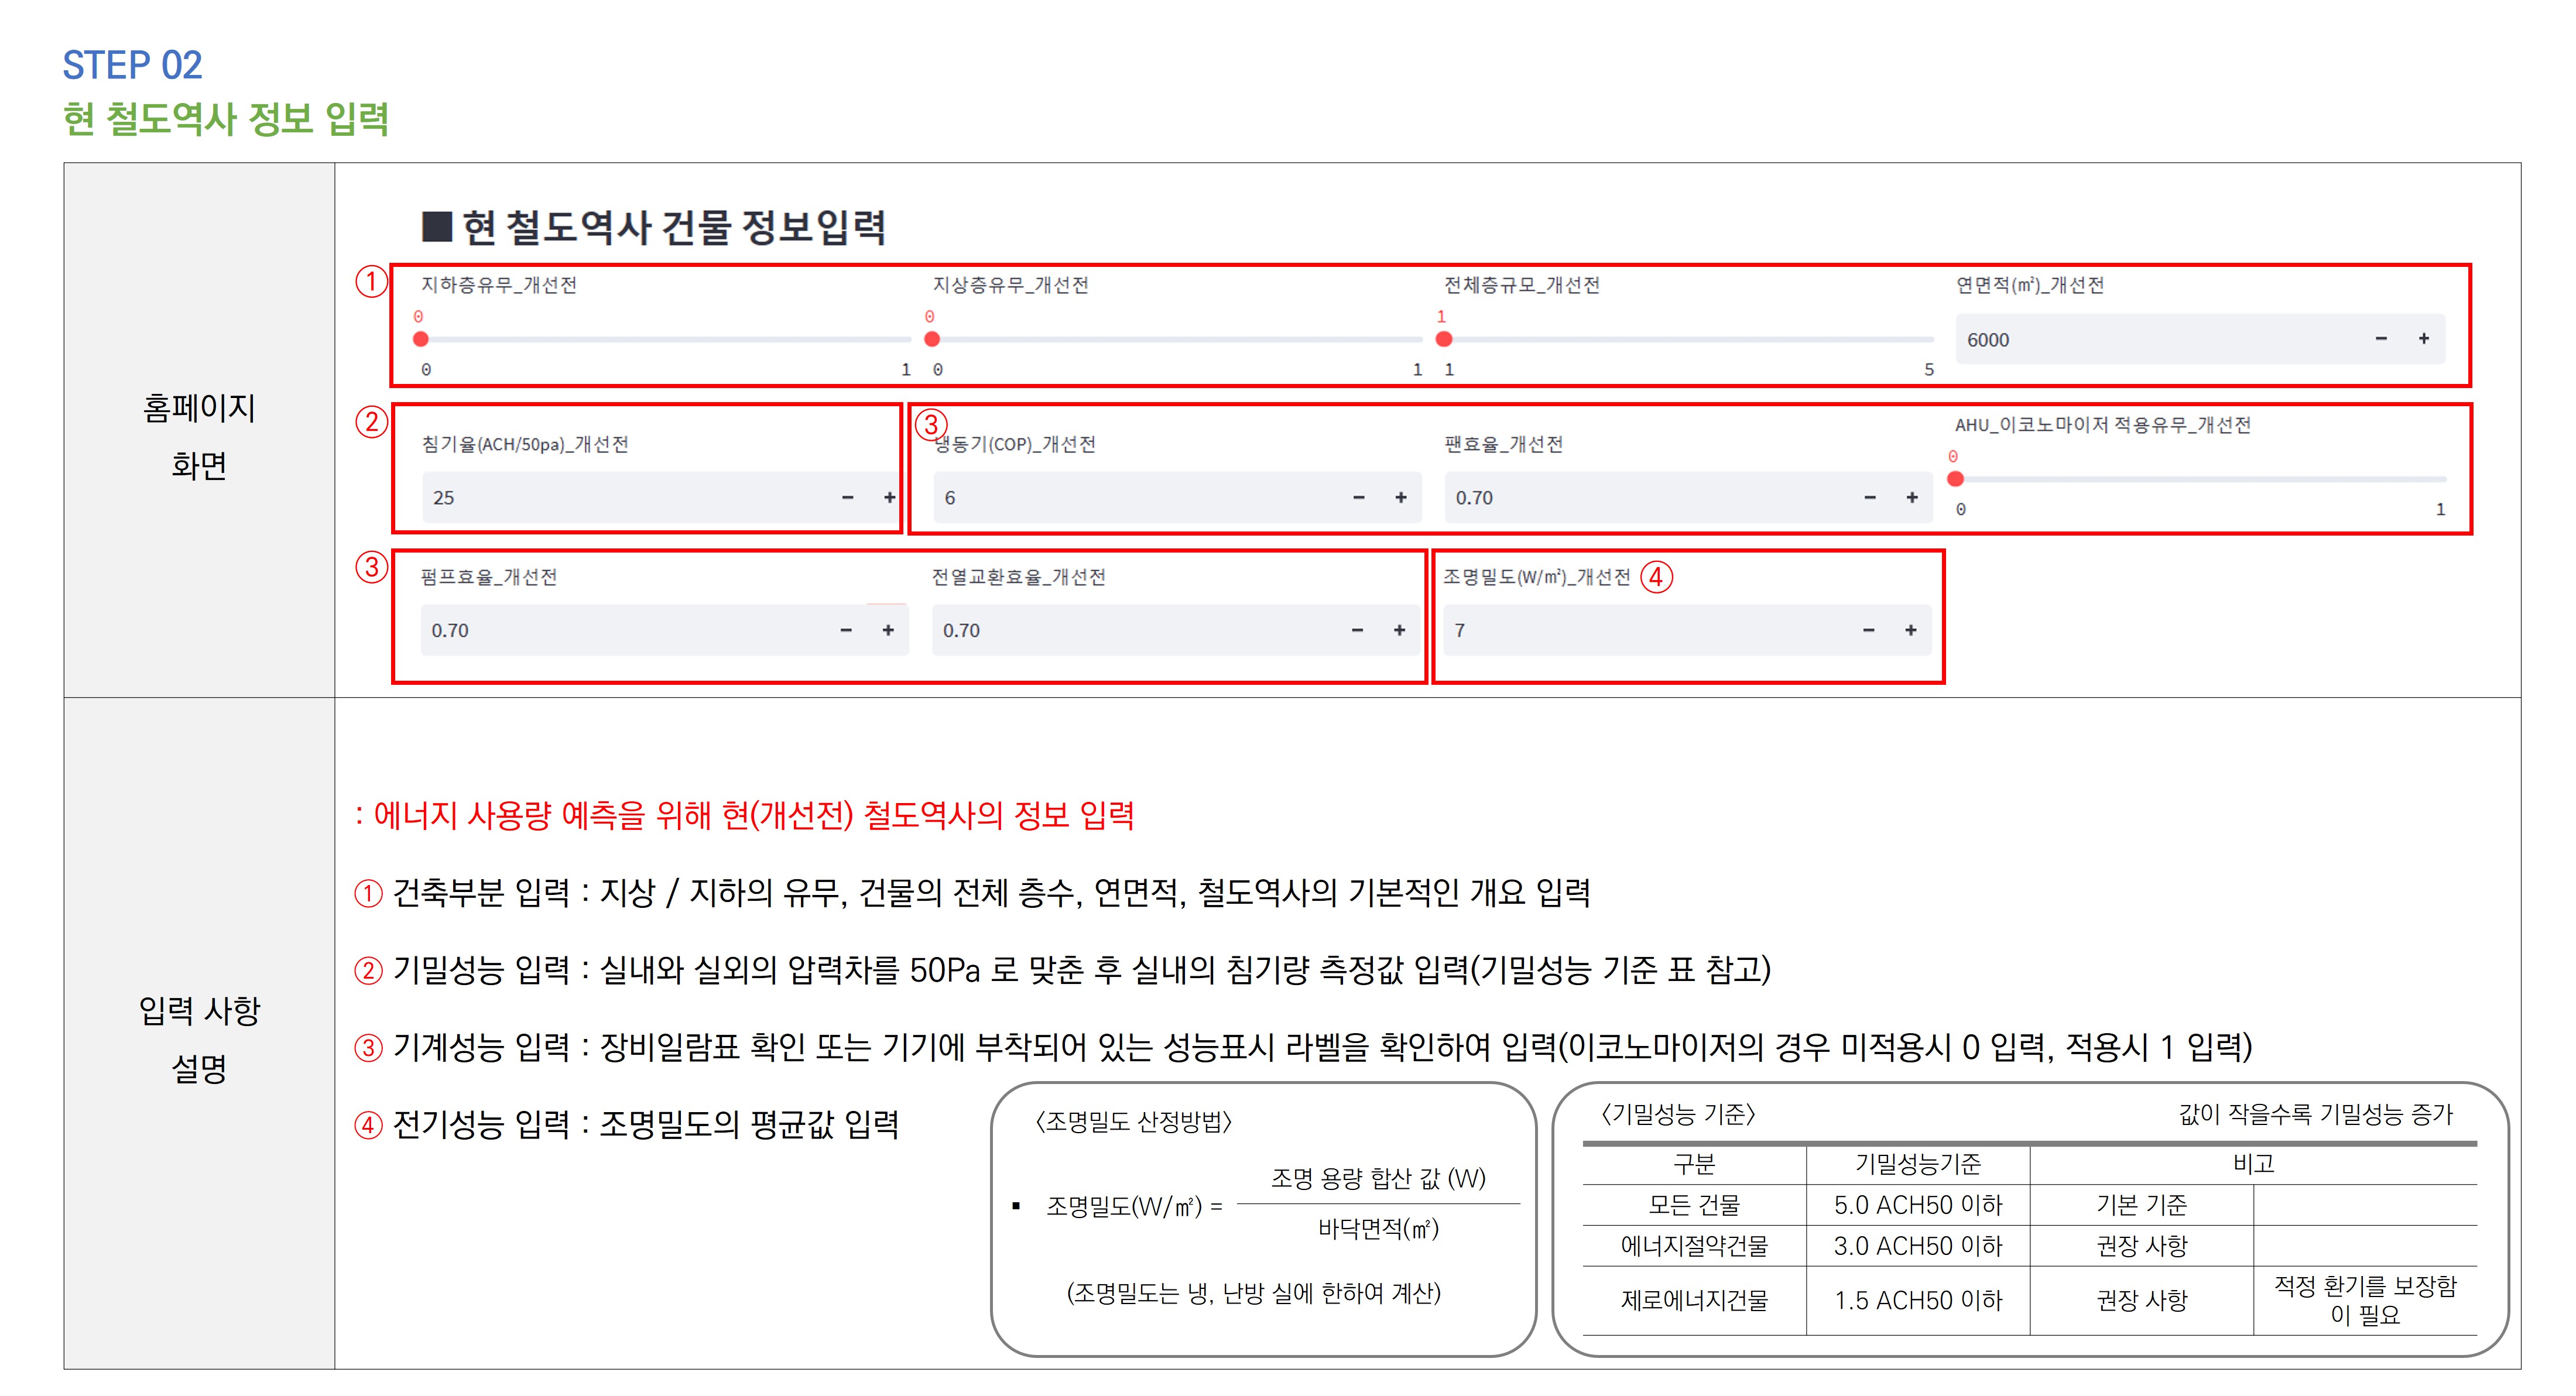 STEP 02
현 철도역사 정보 입력
홈페이지
화면
■ 현 철도역사 건물 정보입력
①
지하층유무_개선전
지상층유무_개선전
전체층규모_개선전
연면적(㎡)_개선전
0
0
1
6000
0 1
0 1
1 5
②
③
침기율(ACH/50pa)_개선전
냉동기(COP)_개선전
팬효율_개선전
AHU_이코노마이저 적용유무_개선전
25
6
0.70
0
0 1
③
펌프효율_개선전
전열교환효율_개선전
조명밀도(W/㎡)_개선전 ④
0.70
0.70
7
입력 사항
설명
: 에너지 사용량 예측을 위해 현(개선전) 철도역사의 정보 입력
① 건축부분 입력 : 지상 / 지하의 유무, 건물의 전체 층수, 연면적, 철도역사의 기본적인 개요 입력
② 기밀성능 입력 : 실내와 실외의 압력차를 50Pa 로 맞춘 후 실내의 침기량 측정값 입력(기밀성능 기준 표 참고)
③ 기계성능 입력 : 장비일람표 확인 또는 기기에 부착되어 있는 성능표시 라벨을 확인하여 입력(이코노마이저의 경우 미적용시 0 입력, 적용시 1 입력)
④ 전기성능 입력 : 조명밀도의 평균값 입력
〈조명밀도 산정방법〉
조명 용량 합산 값 (W)
▪ 조명밀도(W/㎡) =
바닥면적(㎡)
(조명밀도는 냉, 난방 실에 한하여 계산)
〈기밀성능 기준〉 값이 작을수록 기밀성능 증가
구분 기밀성능기준 비고
모든 건물 5.0 ACH50 이하 기본 기준
에너지절약건물 3.0 ACH50 이하 권장 사항
제로에너지건물 1.5 ACH50 이하 권장 사항 적정 환기를 보장함
이 필요